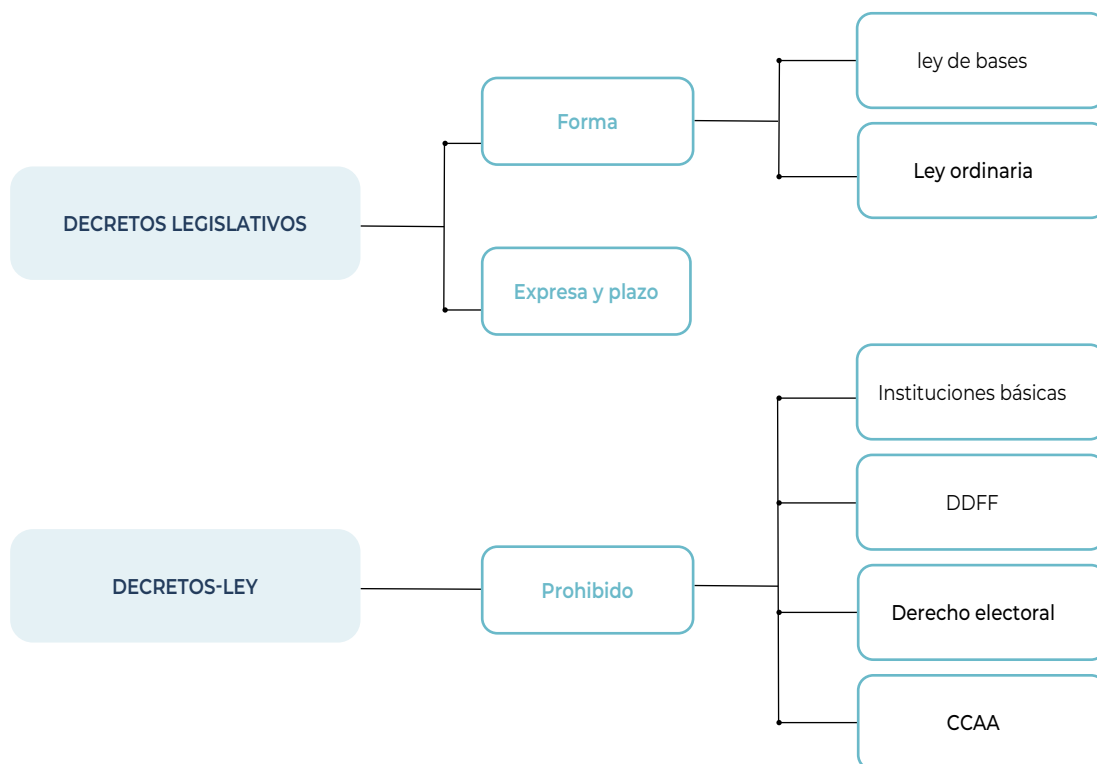 DECRETOS LEGISLATIVOS
Forma
ley de bases
Ley ordinaria
Expresa y plazo
DECRETOS-LEY
Prohibido
Instituciones básicas
DDFF
Derecho electoral
CCAA